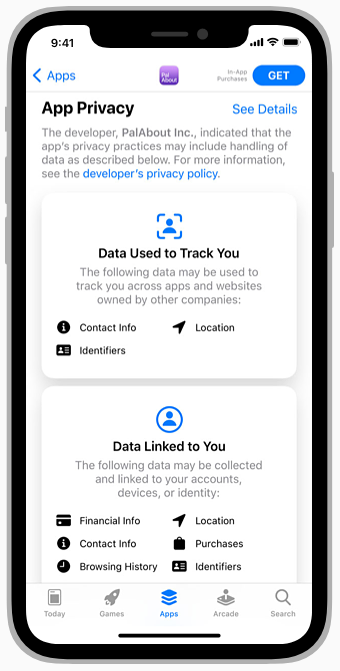 9:41
Apps
Pal
About
In-App
Purchases
GET
App Privacy
See Details
The developer, PalAbout Inc., indicated that the
app's privacy practices may include handling of
data as described below. For more information,
see the developer's privacy policy.
Data Used to Track You
The following data may be used to
track you across apps and websites
owned by other companies:
Contact Info
Location
Identifiers
Data Linked to You
The following data may be collected
and linked to your accounts,
devices, or identity:
Financial Info
Location
Contact Info
Purchases
Browsing History
Identifiers
Today
Games
Apps
Arcade
Search